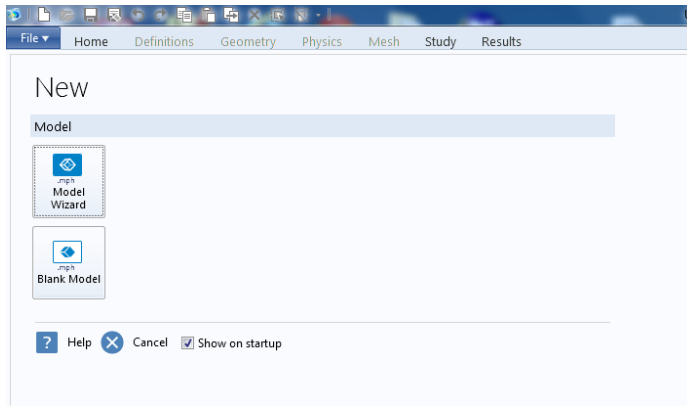 File Home Definitions Geometry Physics Mesh Study Results
New
Model
.mph
Model
Wizard
.mph
Blank Model
? Help Cancel Show on startup